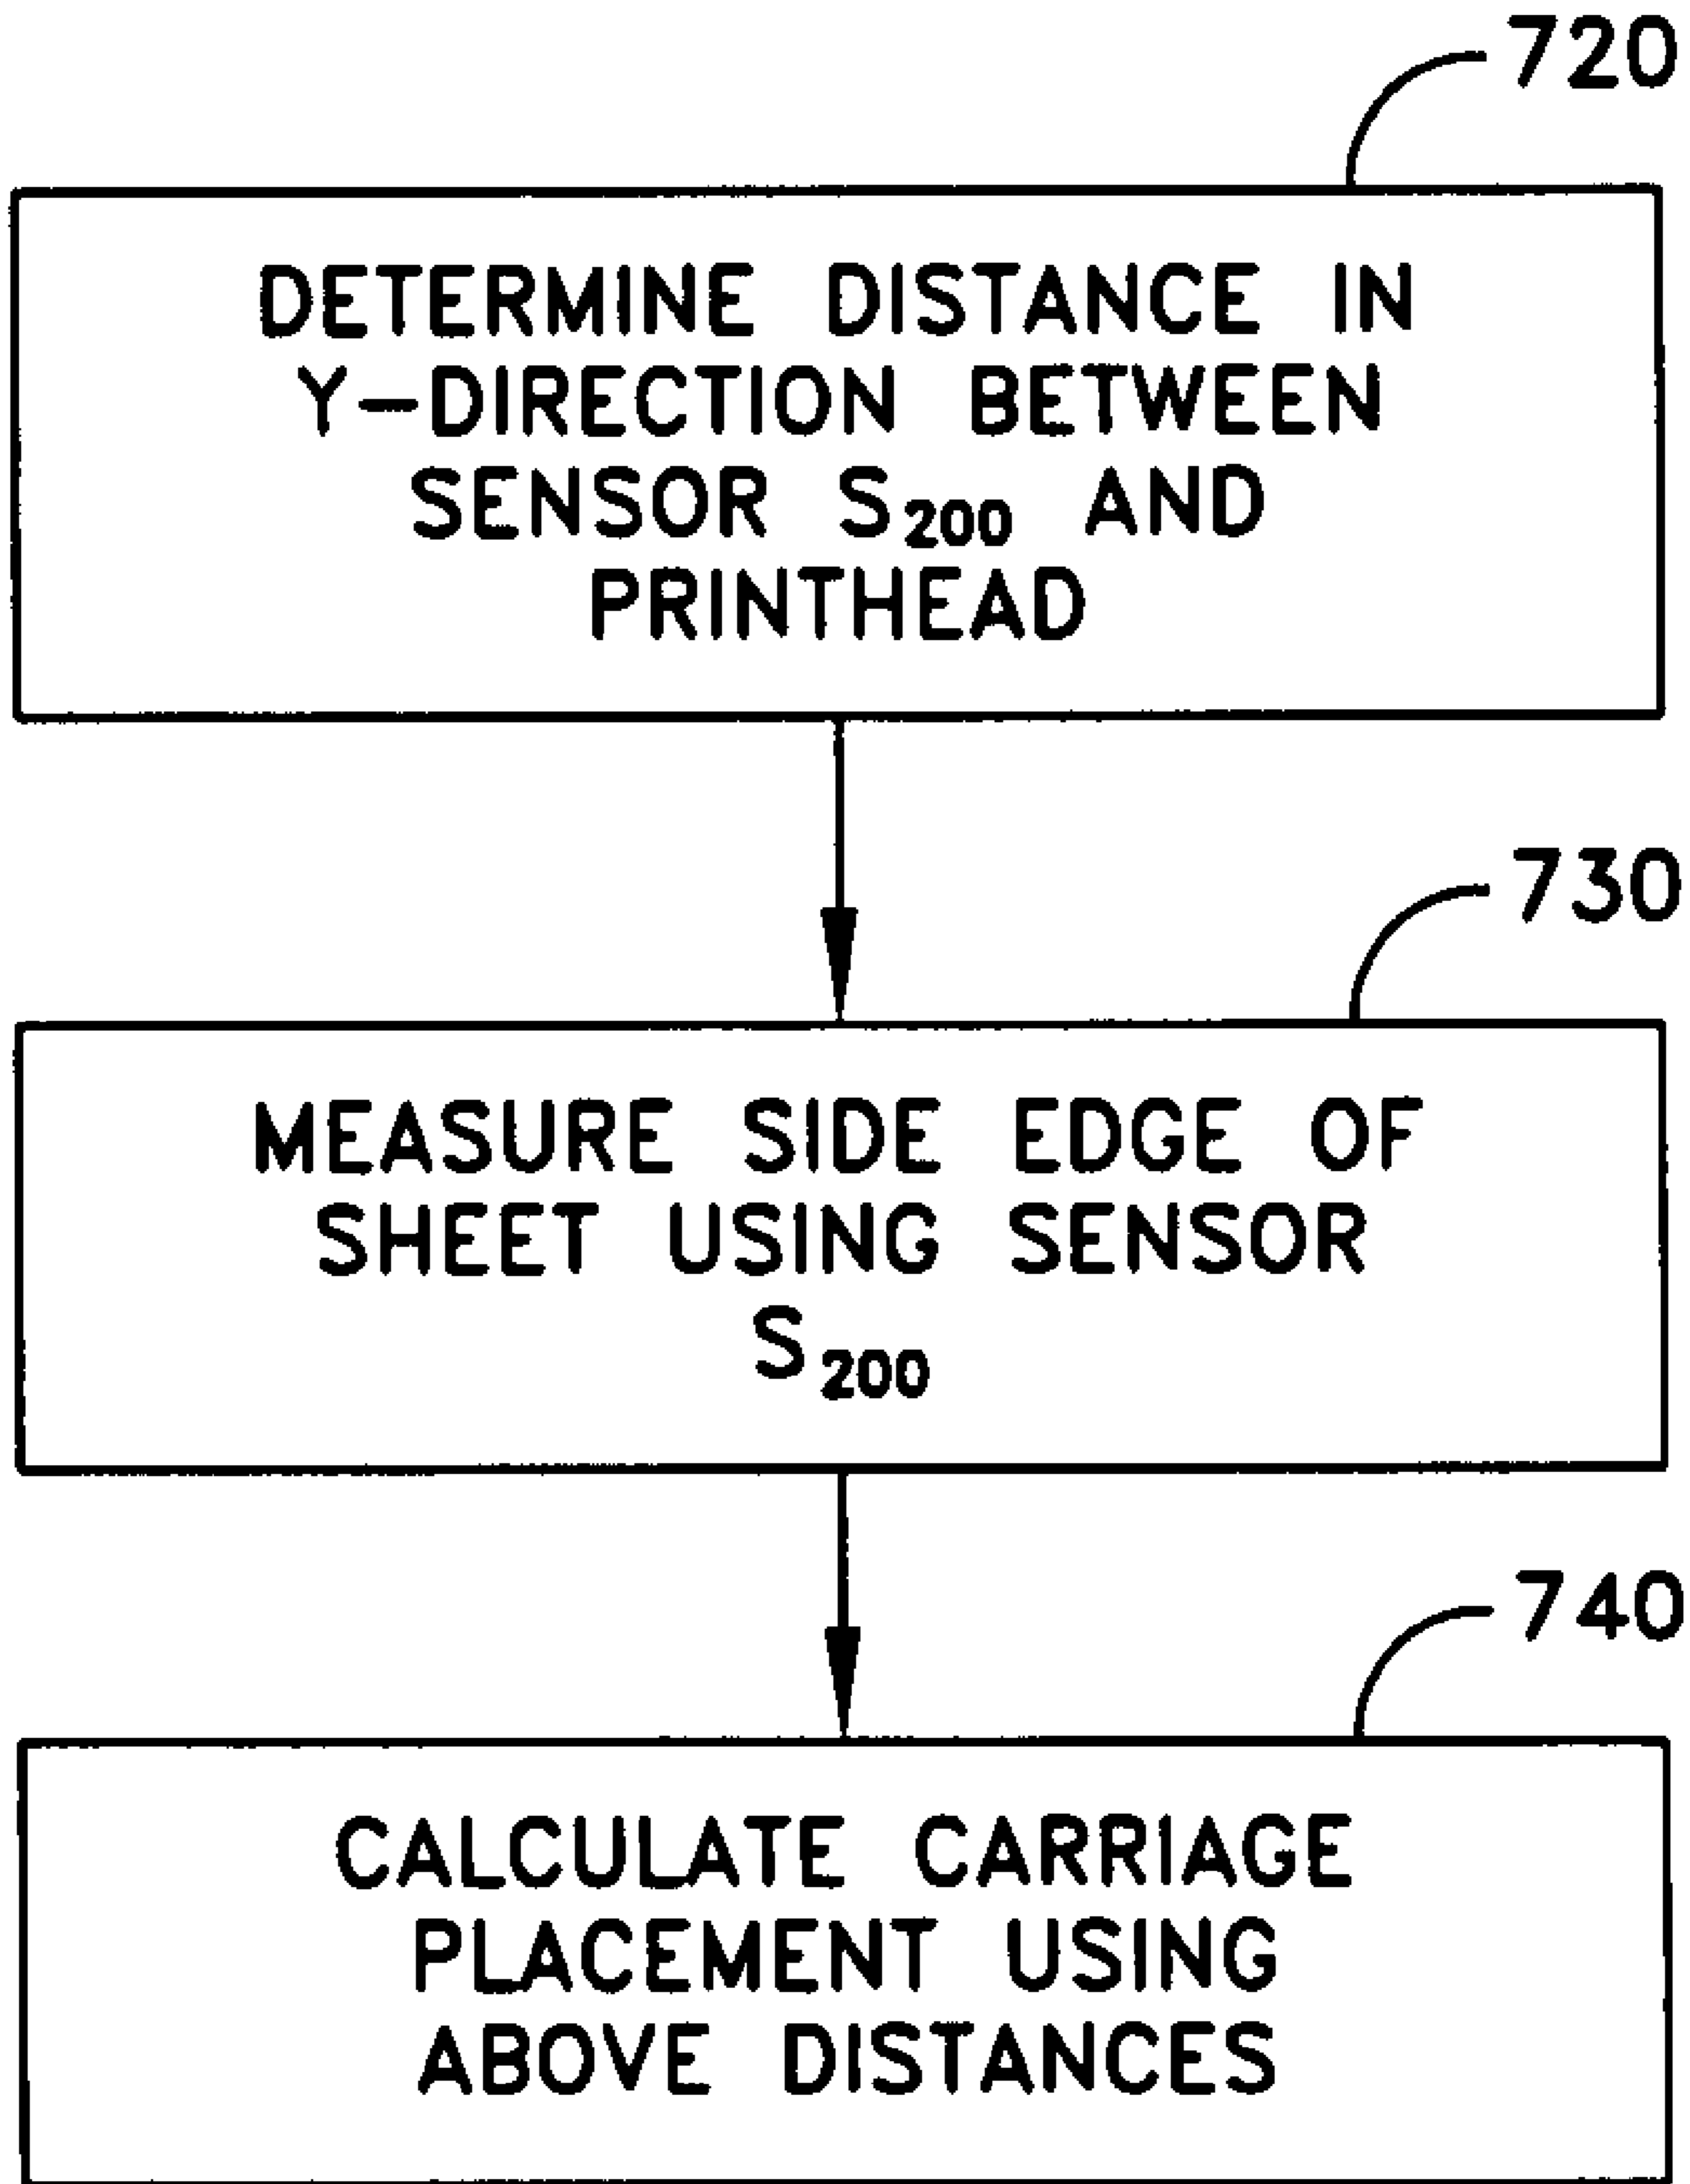 720
DETERMINE DISTANCE IN
Y-DIRECTION BETWEEN
SENSOR S200 AND
PRINTHEAD
730
MEASURE SIDE EDGE OF
SHEET USING SENSOR
S200
740
CALCULATE CARRIAGE
PLACEMENT USING
ABOVE DISTANCES